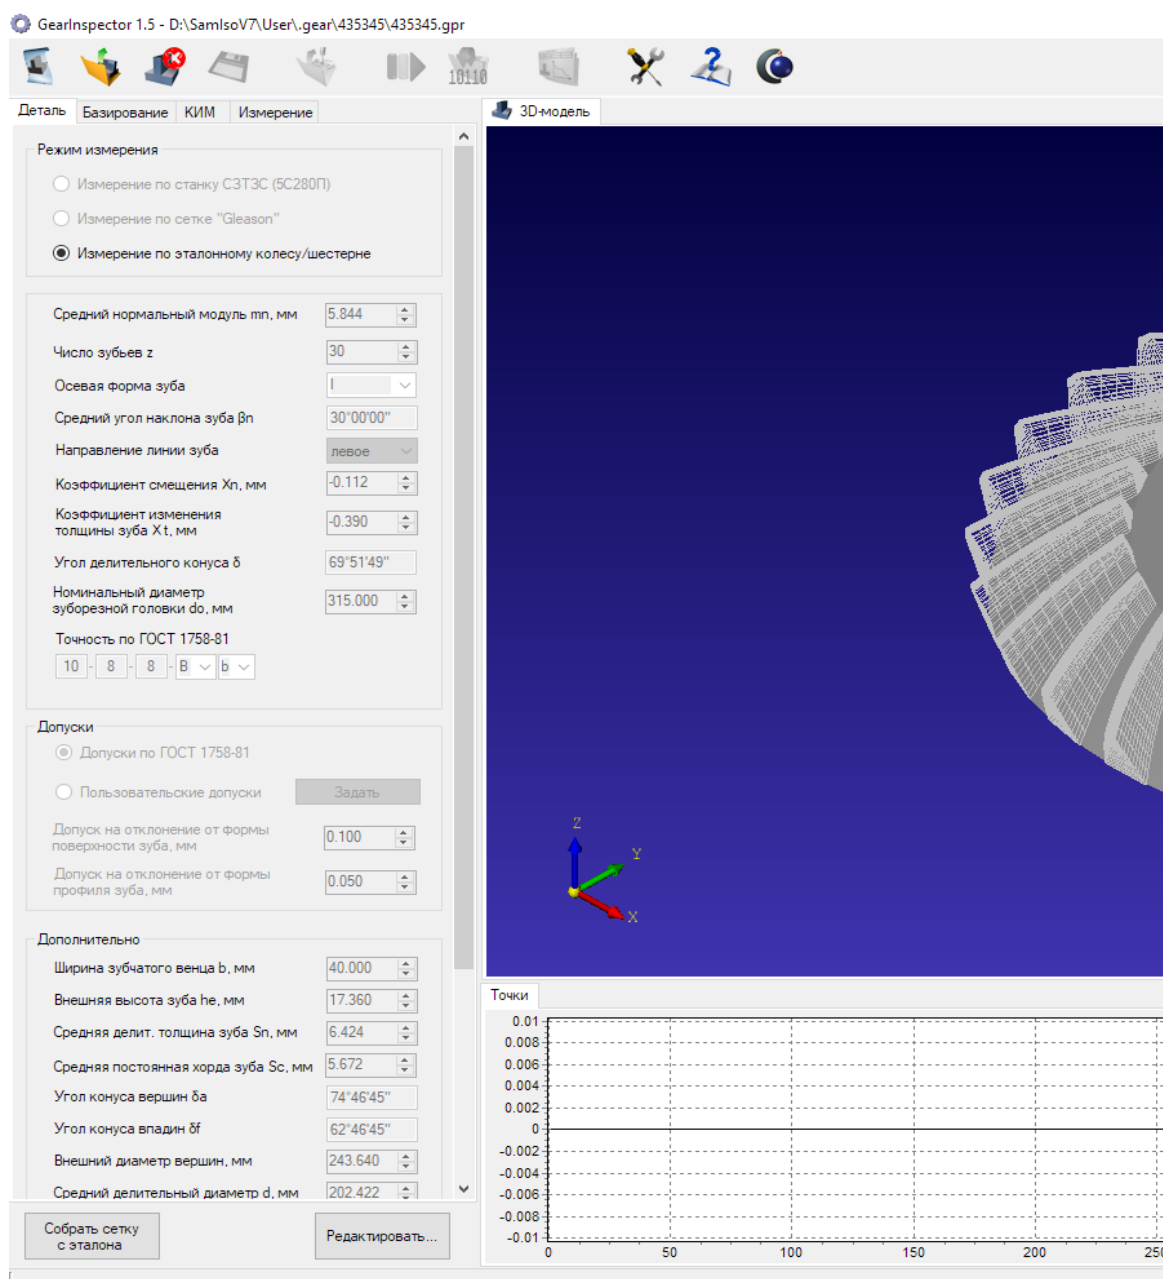 GearInspector 1.5 - D:\SamIsoV7\User\.gear\435345\435345.gpr
10110
Деталь Базирование КИМ Измерение
3D-модель
Режим измерения
Измерение по станку СЗТЗС (5С280П)
Измерение по сетке "Gleason"
Измерение по эталонному колесу/шестерне
Средний нормальный модуль mn, мм 5.844
Число зубьев z 30
Осевая форма зуба I
Средний угол наклона зуба βn 30°00'00"
Направление линии зуба левое
Коэффициент смещения Xn, мм -0.112
Коэффициент изменения
толщины зуба Xt, мм -0.390
Угол делительного конуса δ 69°51'49"
Номинальный диаметр
зуборезной головки do, мм 315.000
Точность по ГОСТ 1758-81
10 - 8 - 8 - B b
Допуски
Допуски по ГОСТ 1758-81
Пользовательские допуски Задать
Допуск на отклонение от формы
поверхности зуба, мм 0.100
Допуск на отклонение от формы
профиля зуба, мм 0.050
Z
Y
X
Дополнительно
Ширина зубчатого венца b, мм 40.000
Внешняя высота зуба he, мм 17.360
Средняя делит. толщина зуба Sn, мм 6.424
Средняя постоянная хорда зуба Sc, мм 5.672
Угол конуса вершин δa 74°46'45"
Угол конуса впадин δf 62°46'45"
Внешний диаметр вершин, мм 243.640
Средний делительный диаметр d, мм 202.422
Собрать сетку
с эталона
Редактировать...
Точки
0.01
0.008
0.006
0.004
0.002
0
-0.002
-0.004
-0.006
-0.008
-0.01
0 50 100 150 200 250